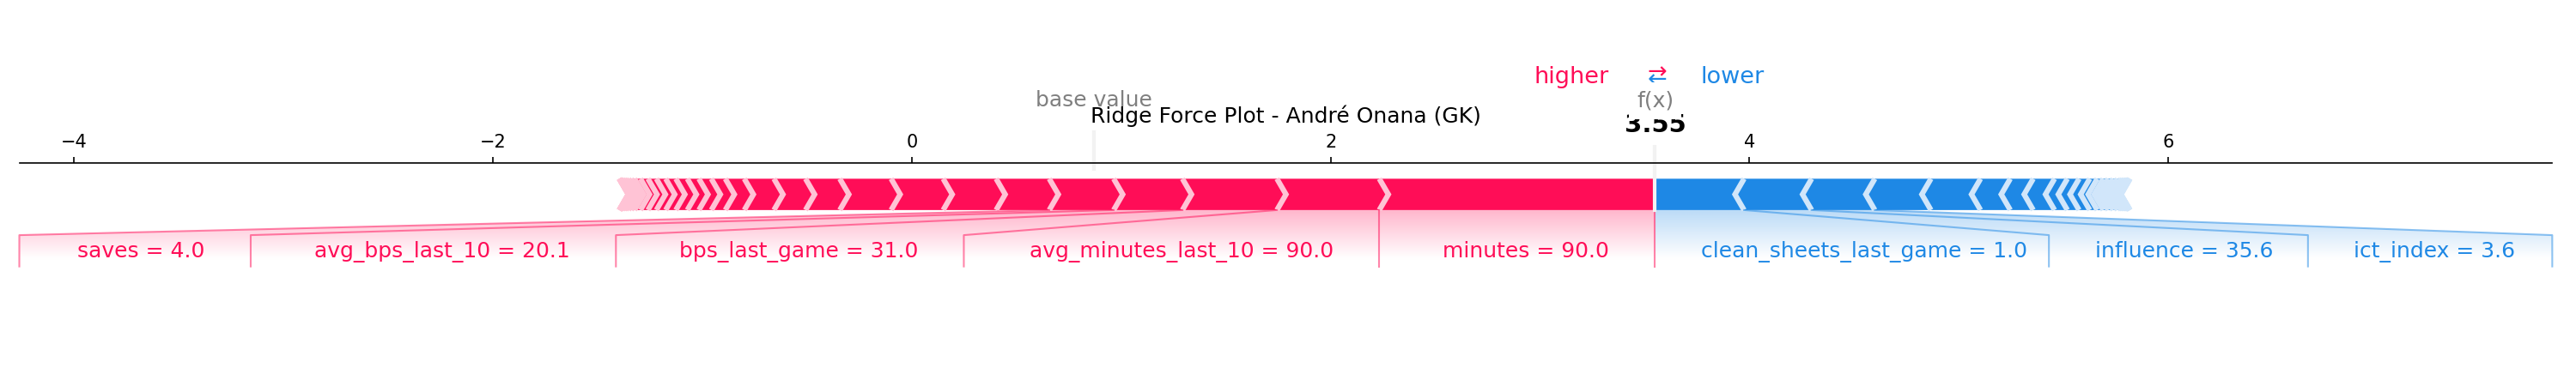 higher ⇄ lower
base value
f(x)
Ridge Force Plot - André Onana (GK)
3.55
−4 −2 0 2 4 6
saves = 4.0 avg_bps_last_10 = 20.1 bps_last_game = 31.0 avg_minutes_last_10 = 90.0 minutes = 90.0 clean_sheets_last_game = 1.0 influence = 35.6 ict_index = 3.6